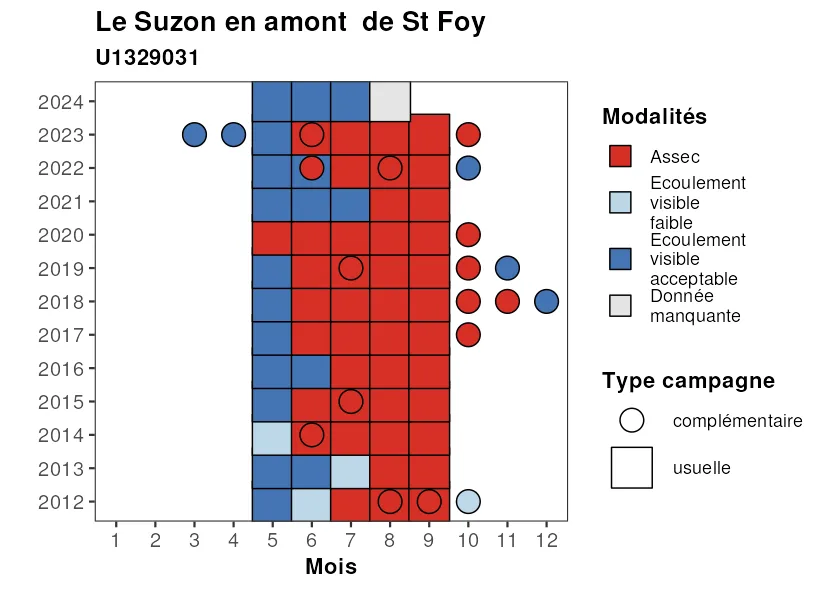 Le Suzon en amont  de St Foy
U1329031
2024
2023
2022
2021
2020
2019
2018
2017
2016
2015
2014
2013
2012
1 2 3 4 5 6 7 8 9 10 11 12
Mois
Modalités
Assec
Ecoulement
visible
faible
Ecoulement
visible
acceptable
Donnée
manquante
Type campagne
complémentaire
usuelle